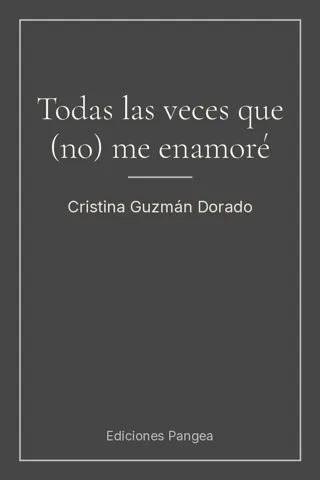 Todas las veces que
(no) me enamoré
Cristina Guzmán Dorado
Ediciones Pangea